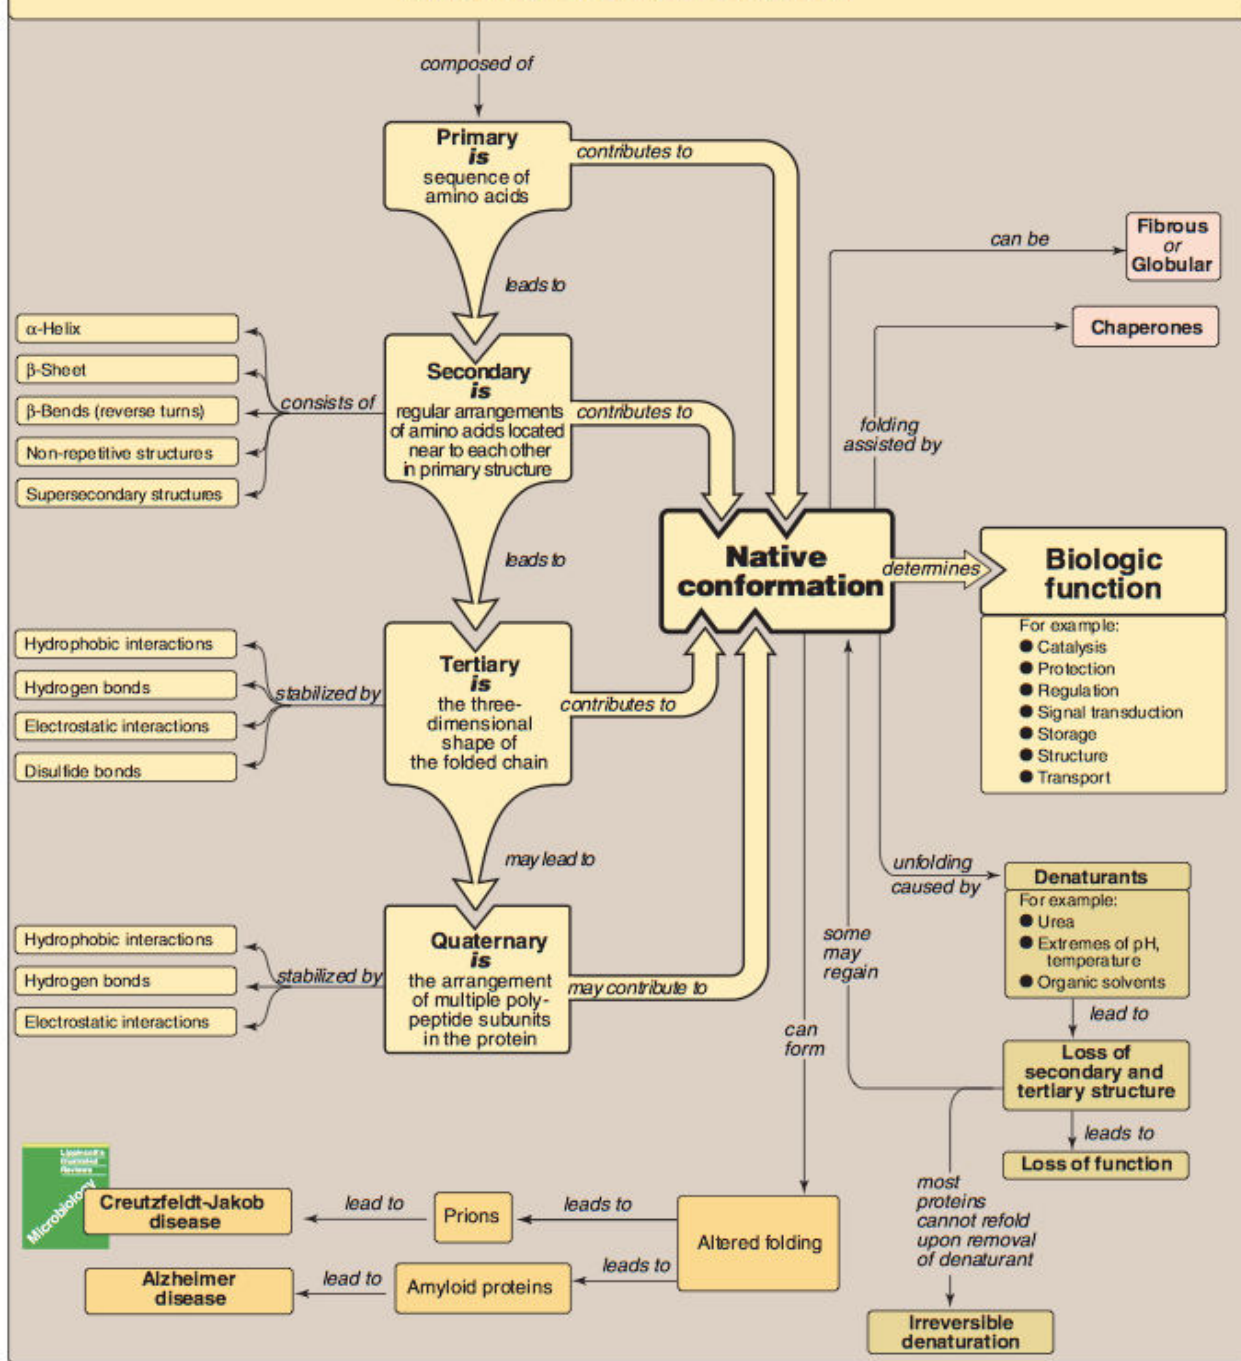 composed of
Primary
is
sequence of
amino acids
contributes to
leads to
can be
Fibrous
or
Globular
Chaperones
folding
assisted by
α-Helix
β-Sheet
β-Bends (reverse turns)
Non-repetitive structures
Supersecondary structures
consists of
Secondary
is
regular arrangements
of amino acids located
near to each other
in primary structure
contributes to
leads to
Native
conformation
determines
Biologic
function
For example:
● Catalysis
● Protection
● Regulation
● Signal transduction
● Storage
● Structure
● Transport
Hydrophobic interactions
Hydrogen bonds
Electrostatic interactions
Disulfide bonds
stabilized by
Tertiary
is
the three-
dimensional
shape of
the folded chain
contributes to
may lead to
unfolding
caused by
Denaturants
For example:
● Urea
● Extremes of pH,
temperature
● Organic solvents
Hydrophobic interactions
Hydrogen bonds
Electrostatic interactions
stabilized by
Quaternary
is
the arrangement
of multiple poly-
peptide subunits
in the protein
may contribute to
some
may
regain
can
form
lead to
Loss of
secondary and
tertiary structure
leads to
Loss of function
most
proteins
cannot refold
upon removal
of denaturant
Irreversible
denaturation
Lippincott's
Illustrated
Reviews
Microbiology
Creutzfeldt-Jakob
disease
lead to
Prions
leads to
Altered folding
Alzheimer
disease
lead to
Amyloid proteins
leads to